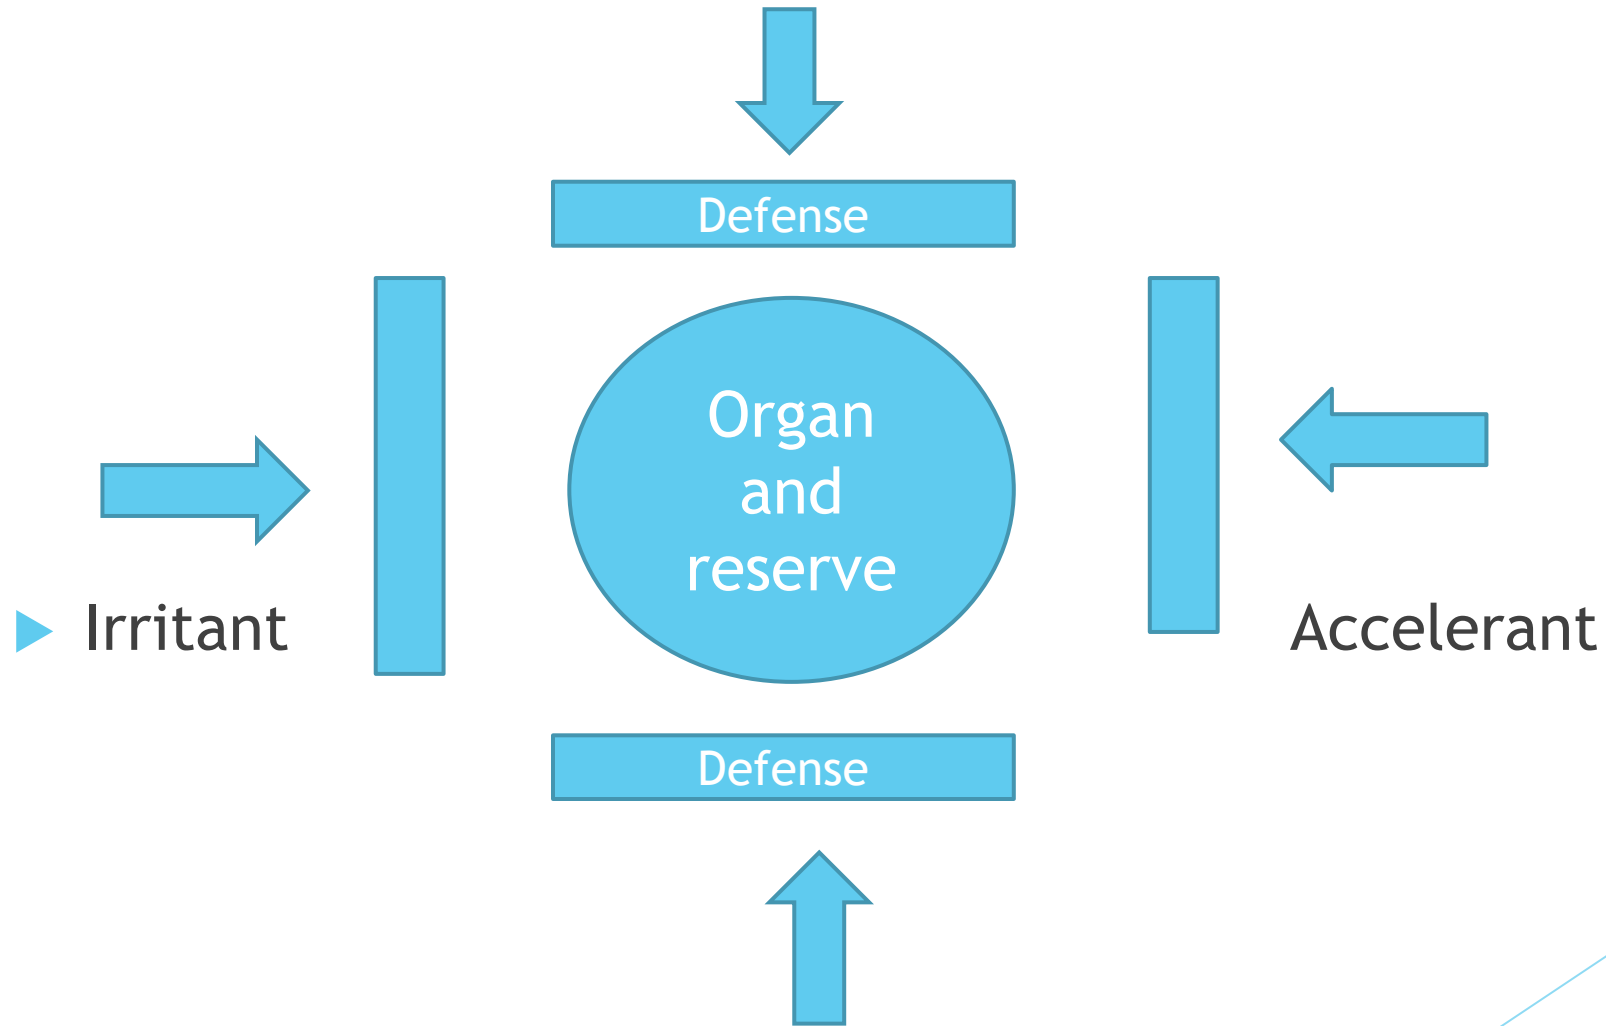 Defense
Organ
and
reserve
Irritant
Accelerant
Defense